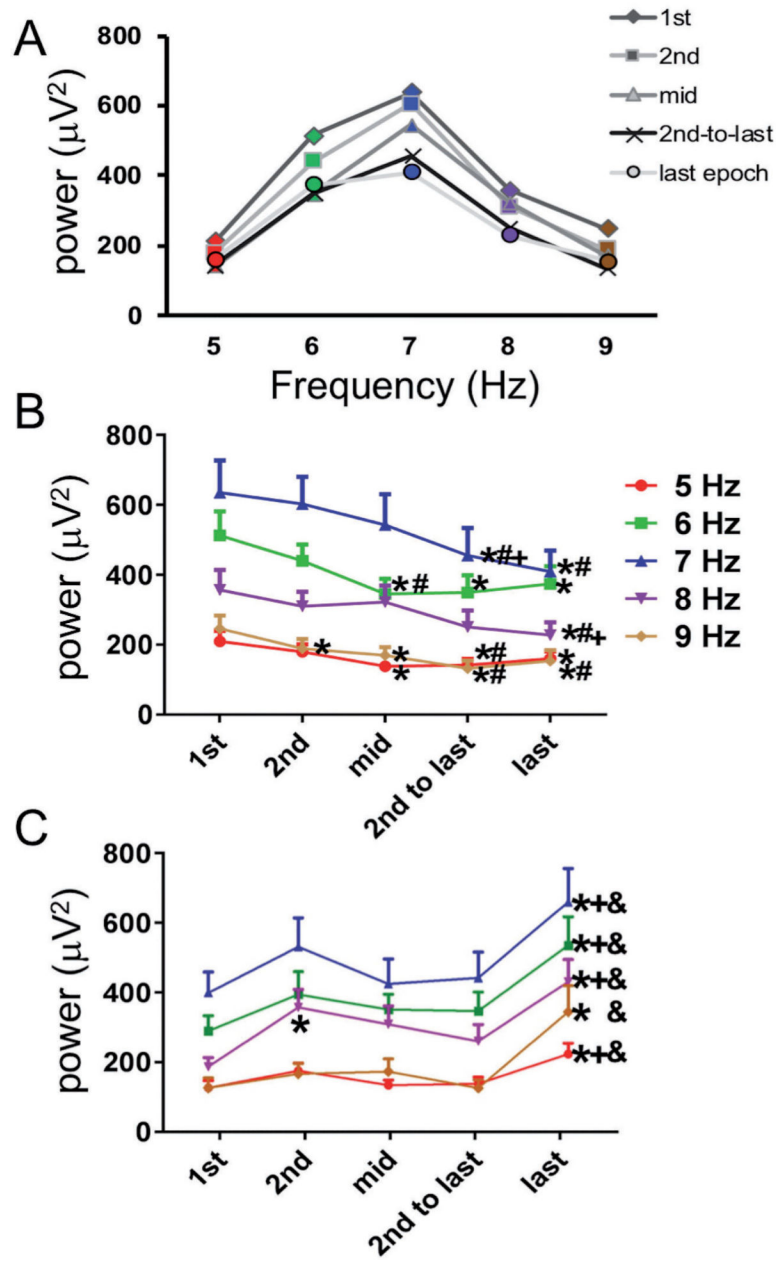 A
power (μV²)
800
600
400
200
0
5 6 7 8 9
Frequency (Hz)
1st
2nd
mid
2nd-to-last
last epoch
B
power (μV²)
800
600
400
200
0
*#+
*#
*
*#
*
*#+
*
*
*
*#
*#
*
*#
1st 2nd mid 2nd to last last
5 Hz
6 Hz
7 Hz
8 Hz
9 Hz
C
power (μV²)
800
600
400
200
0
*
*+&
*+&
*+&
* &
*+&
1st 2nd mid 2nd to last last